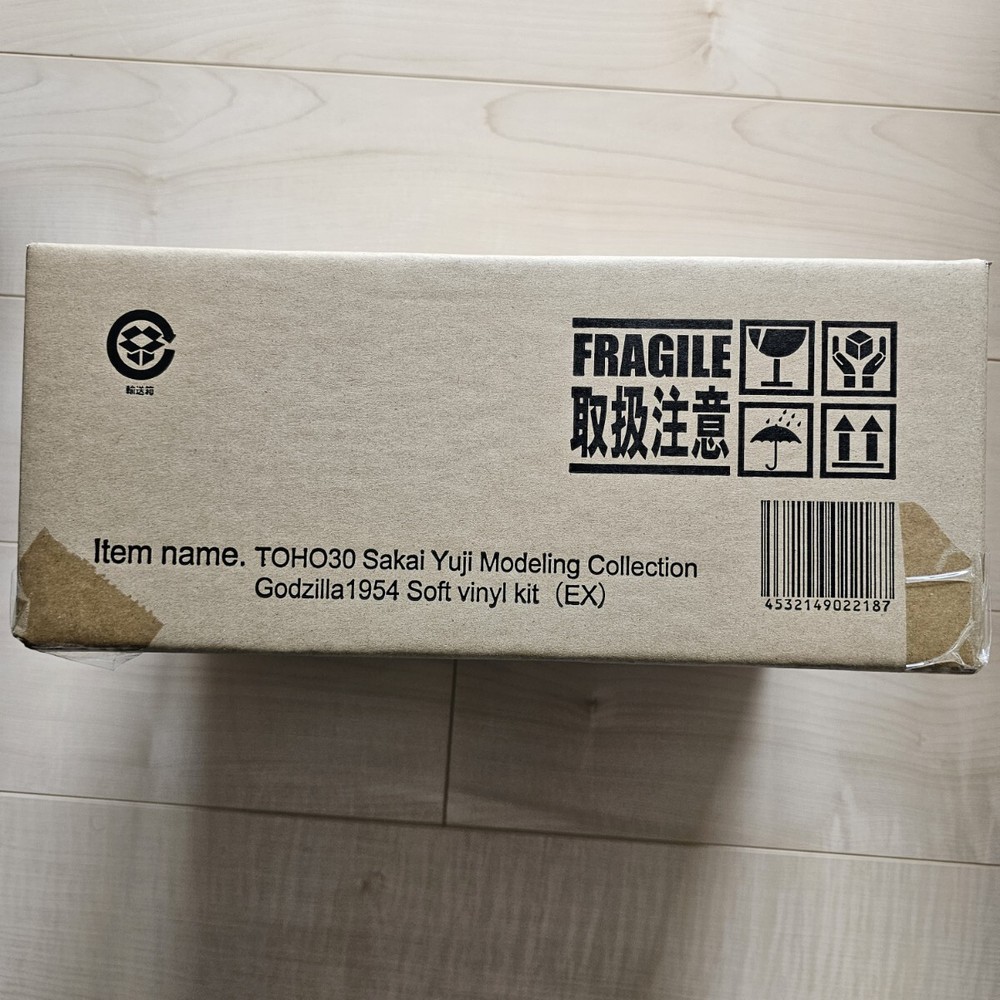 輸送箱
FRAGILE
取扱注意
Item name. TOHO30 Sakai Yuji Modeling Collection
Godzilla1954 Soft vinyl kit（EX）
4532149022187